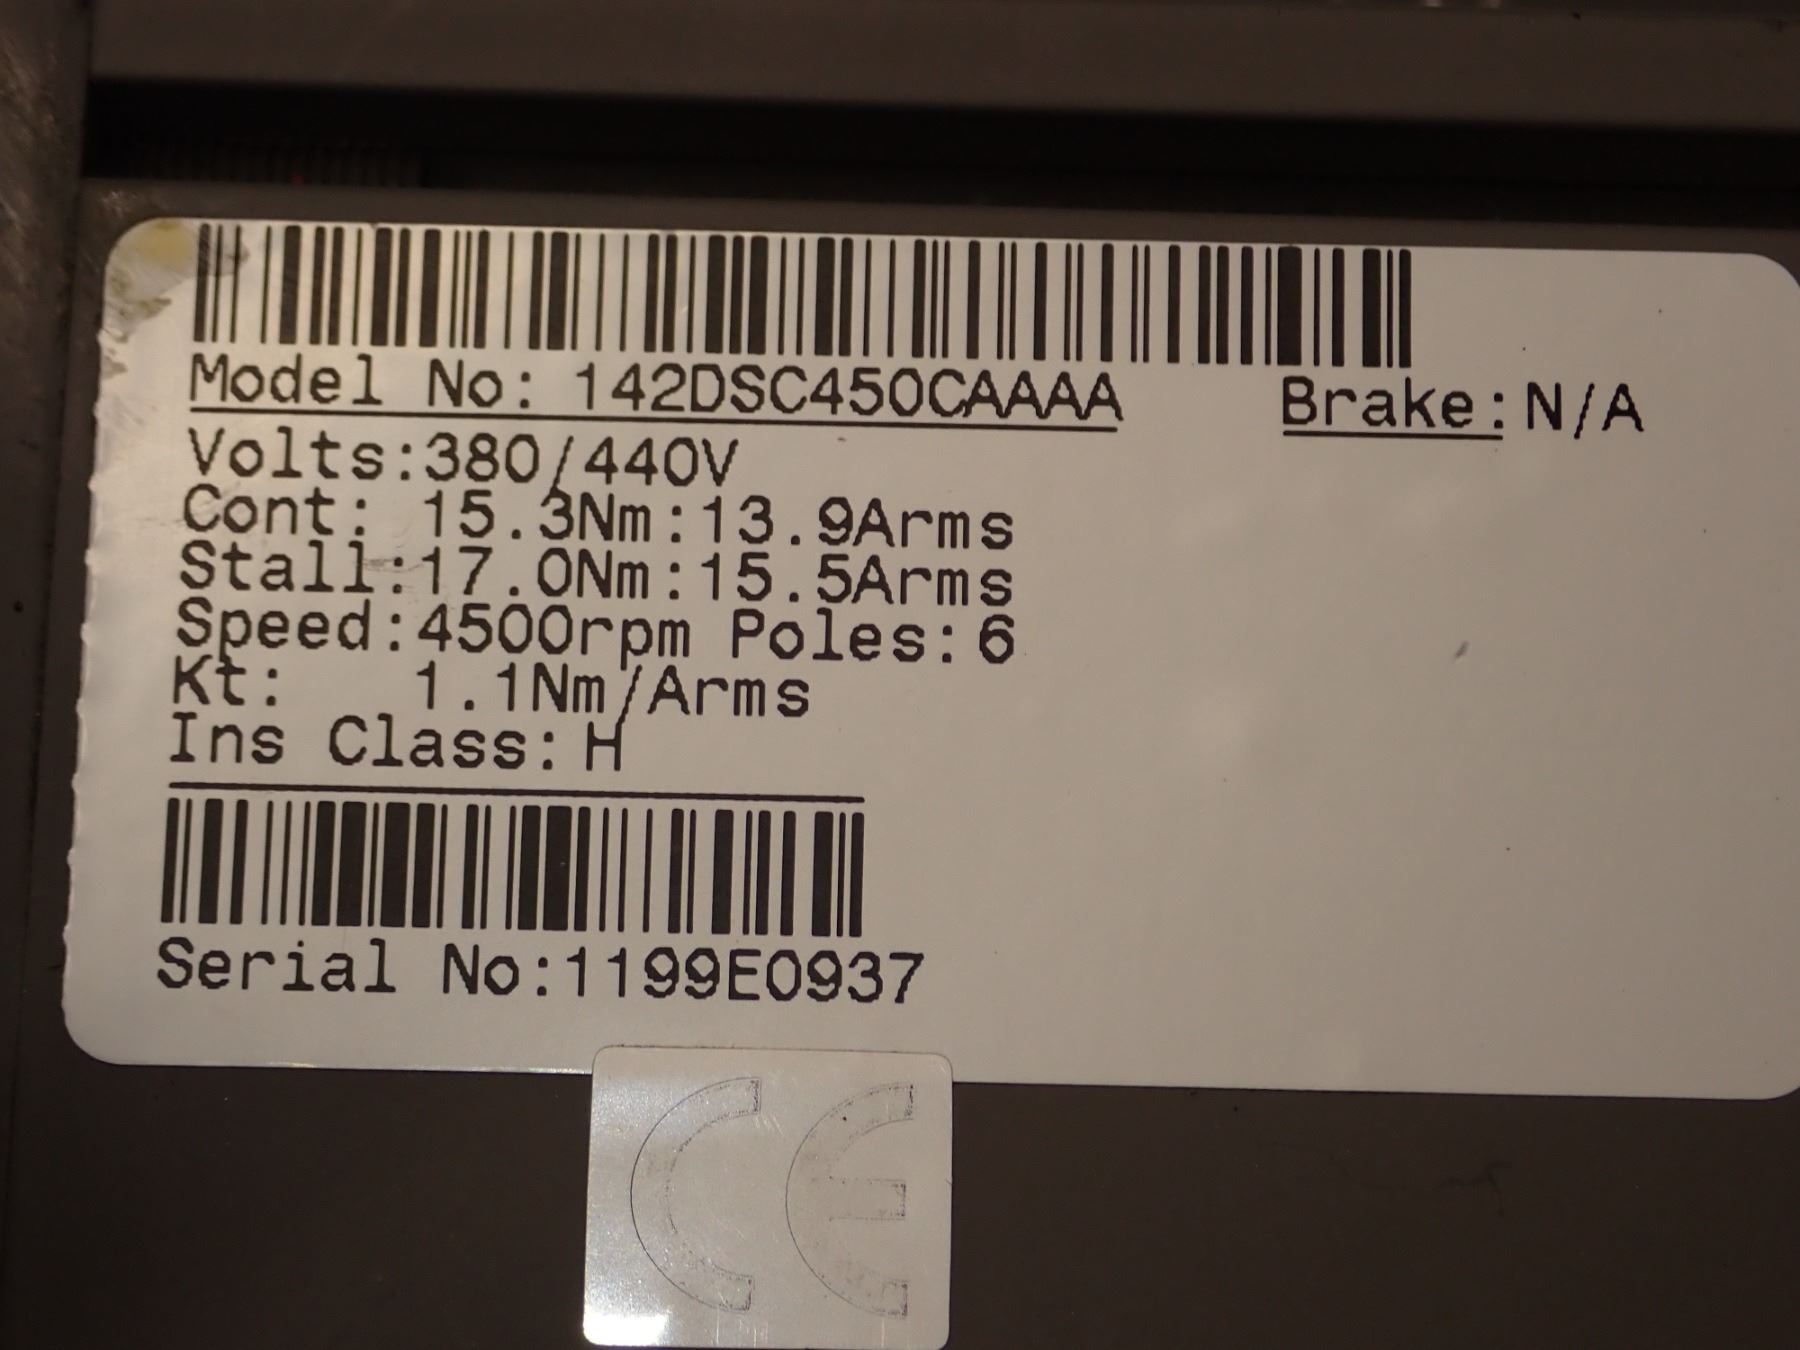 Model No: 142DSC450CAAAA Brake: N/A
Volts:380/440V
Cont: 15.3Nm:13.9Arms
Stall:17.0Nm:15.5Arms
Speed:4500rpm Poles:6
Kt: 1.1Nm/Arms
Ins Class:H
Serial No:1199E0937
CE